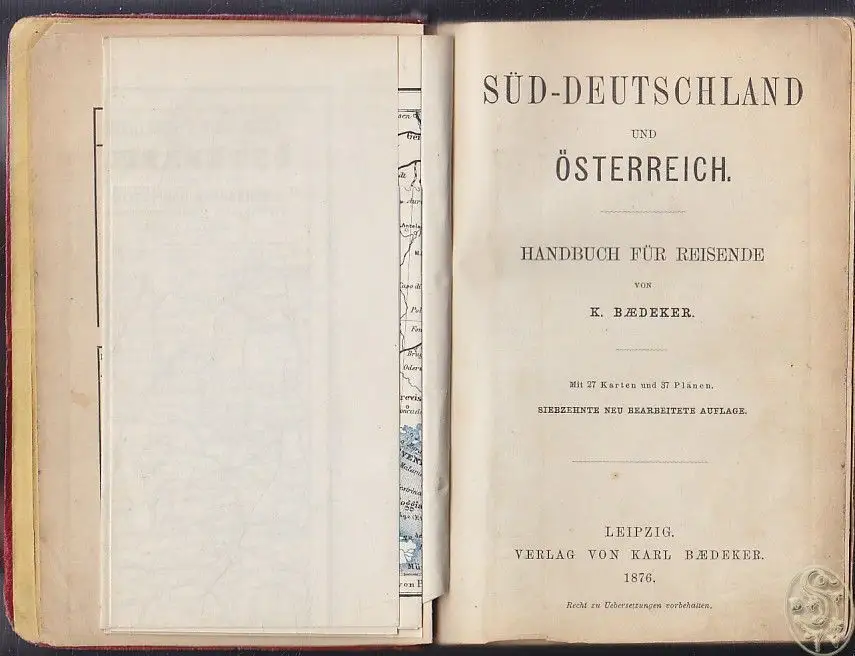 SÜD-DEUTSCHLAND
UND
ÖSTERREICH.
HANDBUCH FÜR REISENDE
VON
K. BÆDEKER.
Mit 27 Karten und 37 Plänen.
SIEBZEHNTE NEU BEARBEITETE AUFLAGE.
LEIPZIG.
VERLAG VON KARL BÆDEKER.
1876.
Recht zu Uebersetzungen vorbehalten.